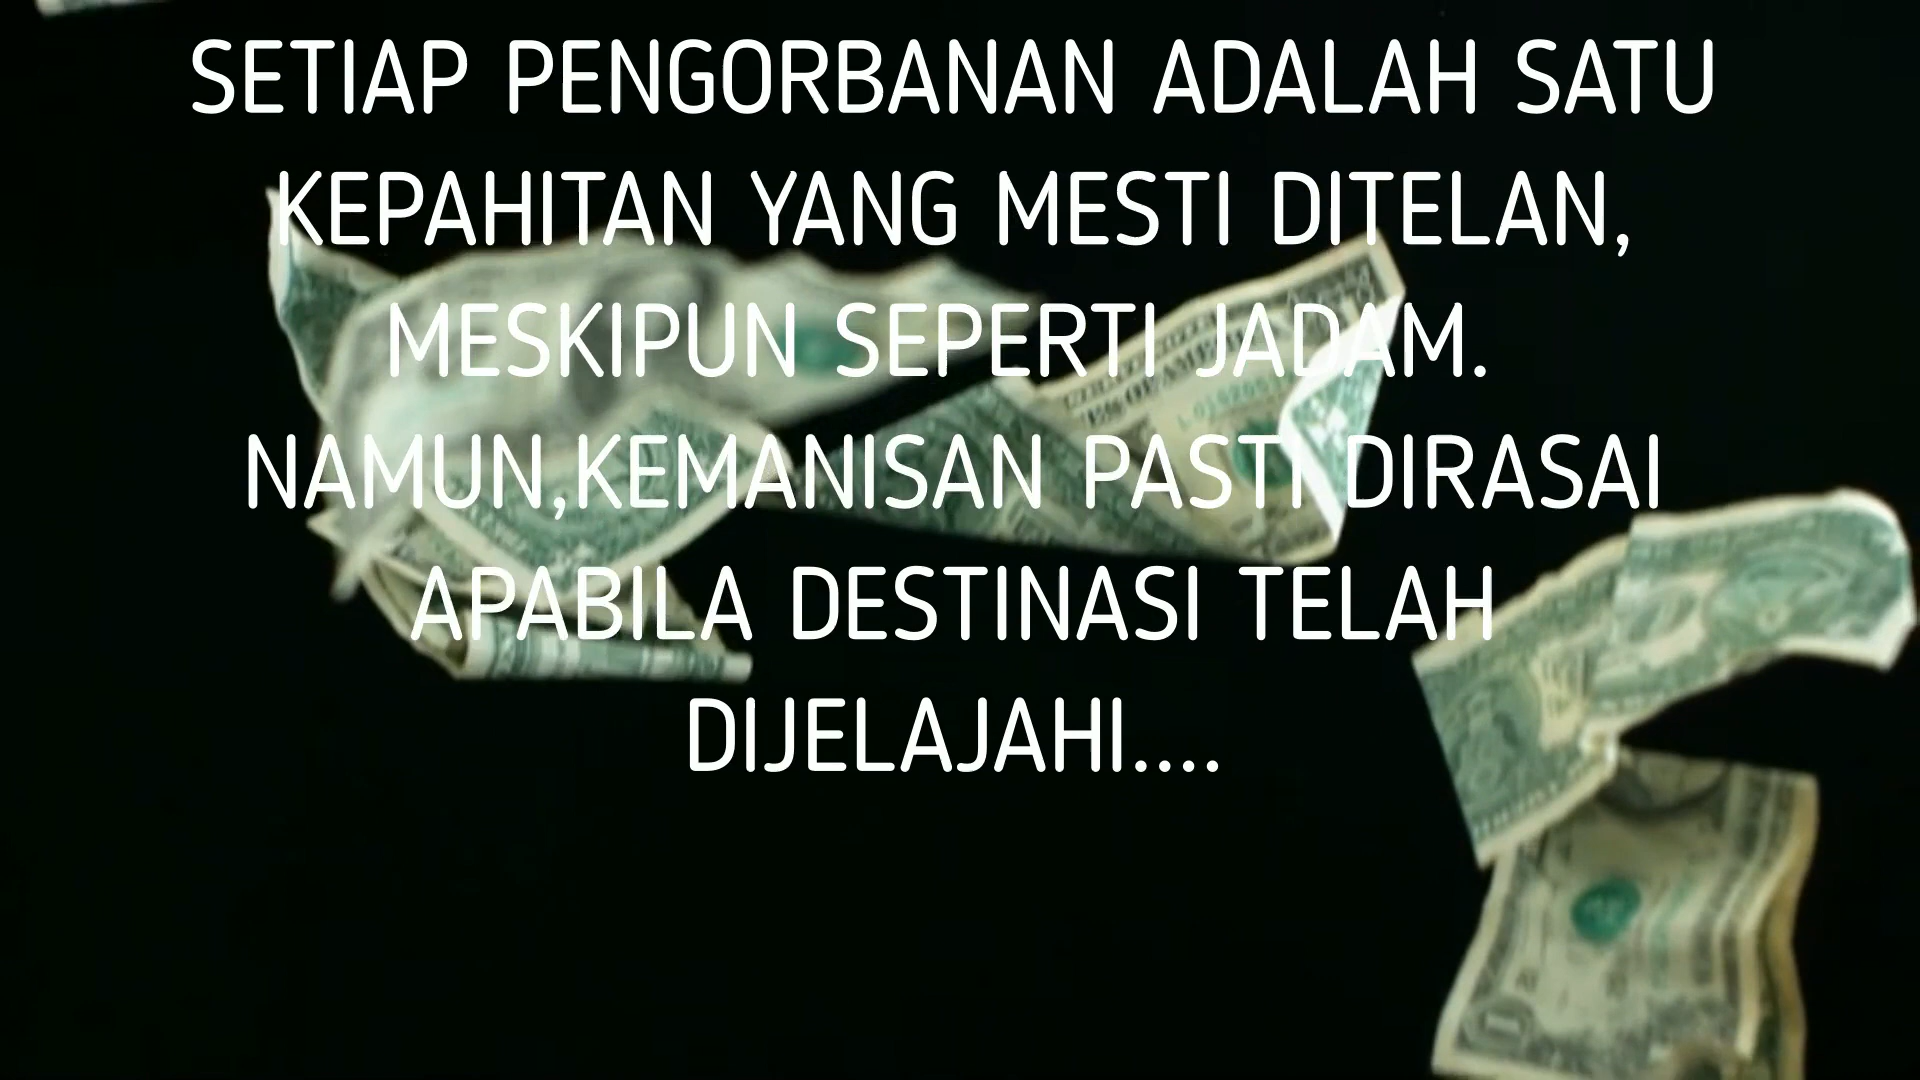 SETIAP PENGORBANAN ADALAH SATU
KEPAHITAN YANG MESTI DITELAN,
MESKIPUN SEPERTI JADAM.
NAMUN,KEMANISAN PASTI DIRASAI
APABILA DESTINASI TELAH
DIJELAJAHI....